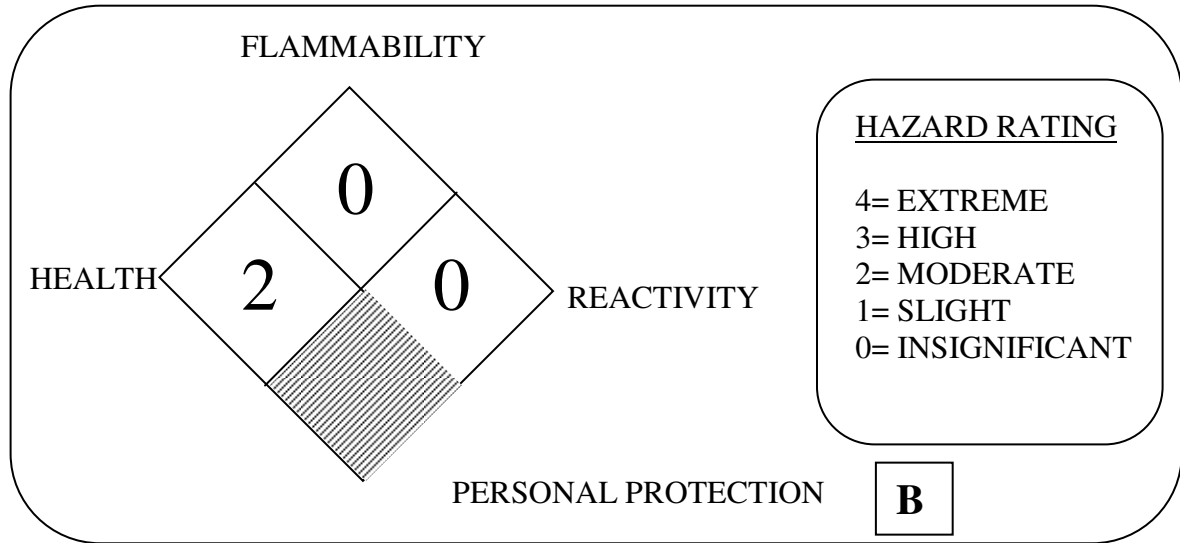 FLAMMABILITY
0
HEALTH
2
0
REACTIVITY
PERSONAL PROTECTION
B
HAZARD RATING
4= EXTREME
3= HIGH
2= MODERATE
1= SLIGHT
0= INSIGNIFICANT